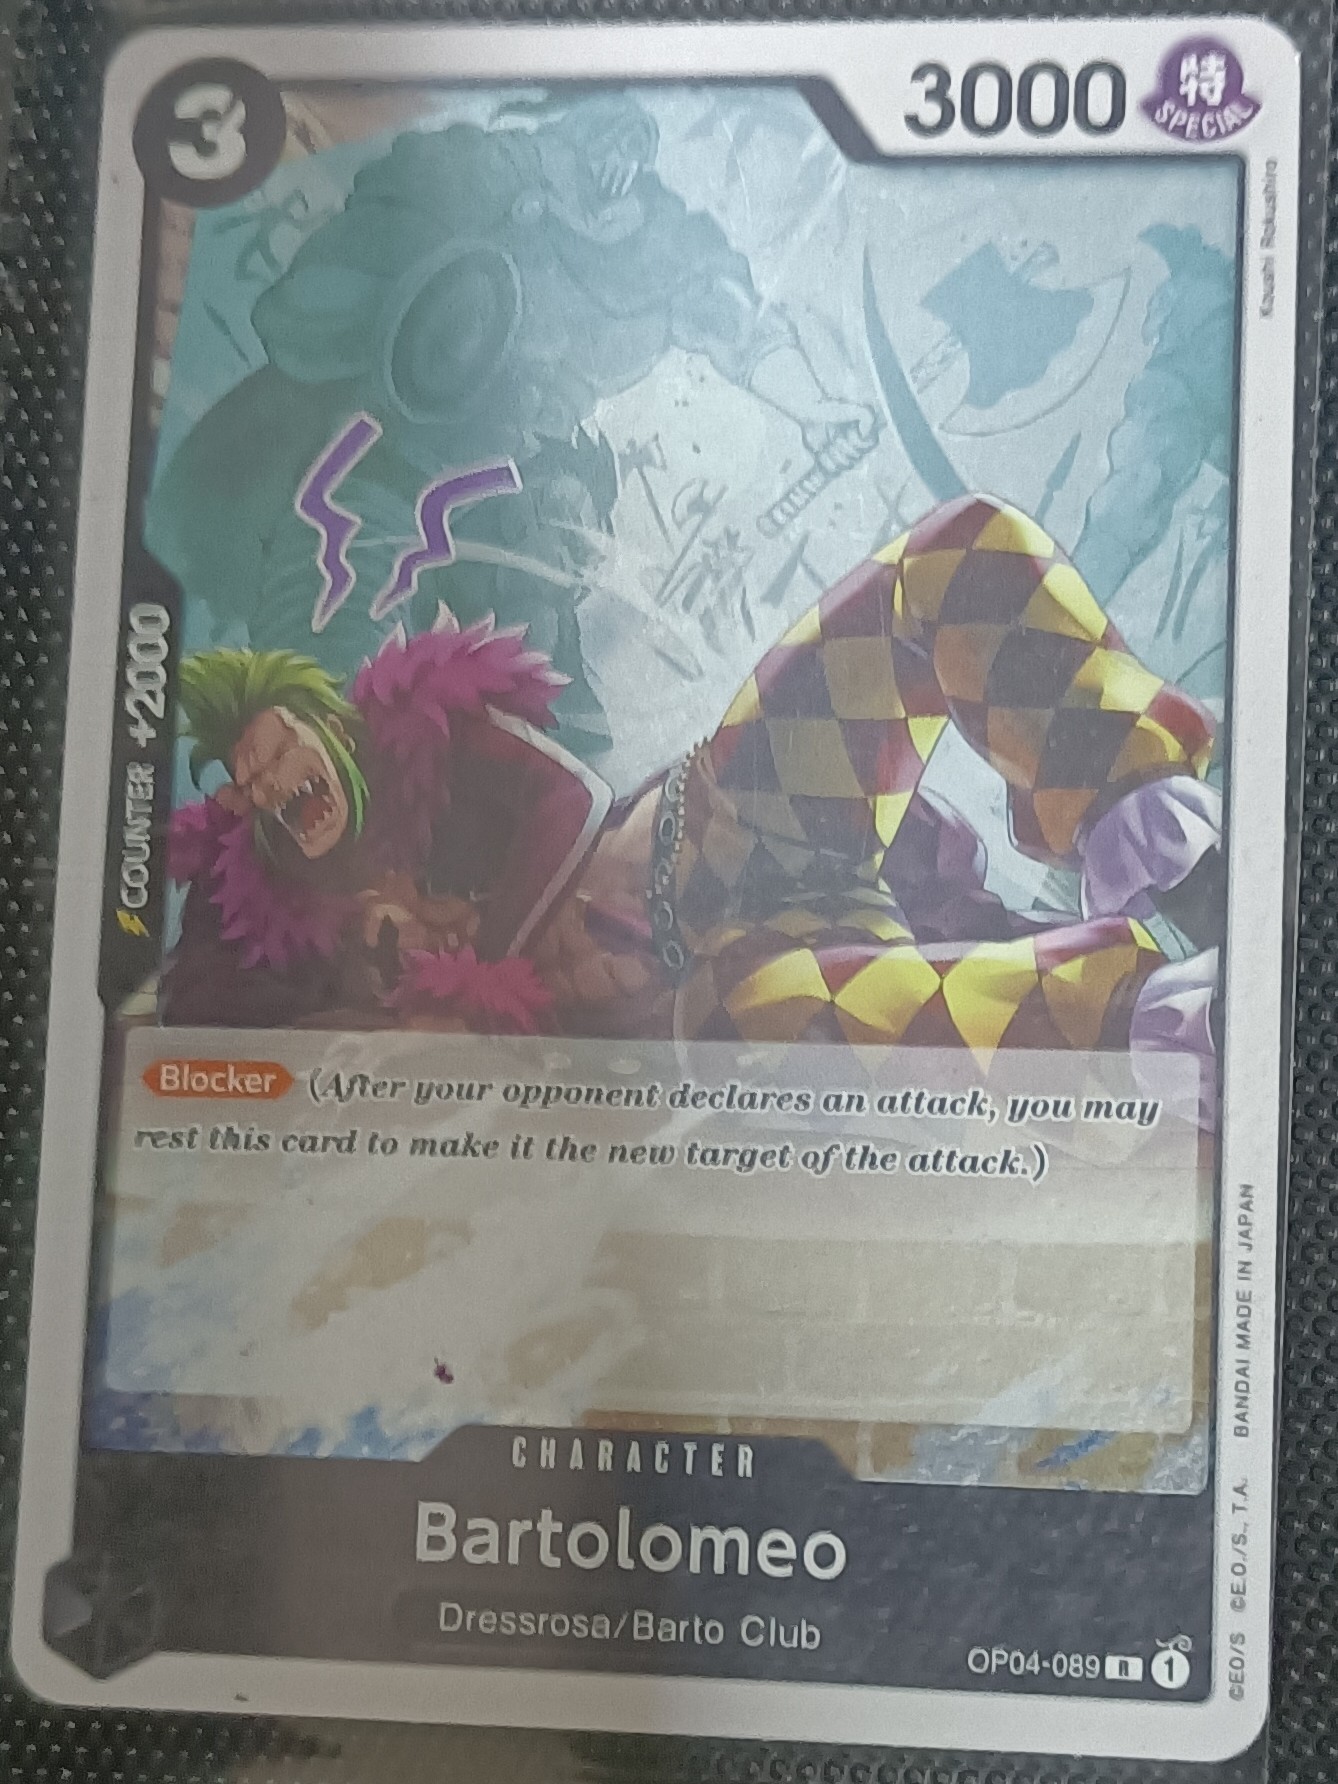 3
3000
特
SPECIAL
Koushi Rokushiro
COUNTER +2000
Blocker (After your opponent declares an attack, you may
rest this card to make it the new target of the attack.)
CHARACTER
Bartolomeo
Dressrosa/Barto Club
OP04-089 R 1
©EO/S ©E.O./S., T.A. BANDAI MADE IN JAPAN